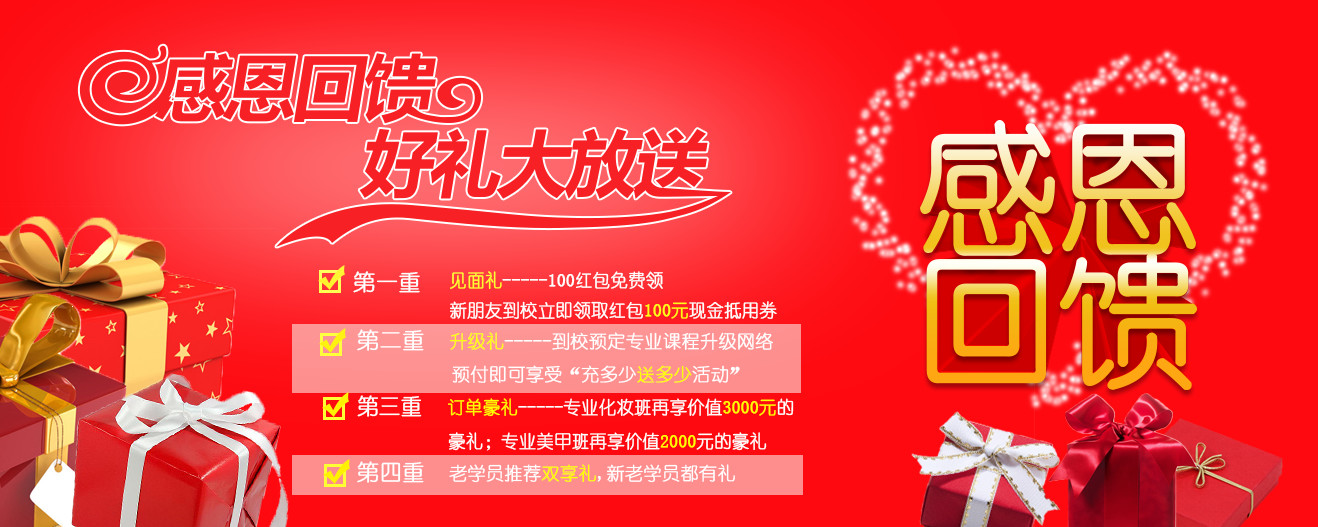 感恩回馈
好礼大放送
第一重 见面礼-----100红包免费领
新朋友到校立即领取红包100元现金抵用券
第二重 升级礼-----到校预定专业课程升级网络
预付即可享受“充多少送多少活动”
第三重 订单豪礼-----专业化妆班再享价值3000元的
豪礼；专业美甲班再享价值2000元的豪礼
第四重 老学员推荐双享礼,新老学员都有礼
感恩
回馈